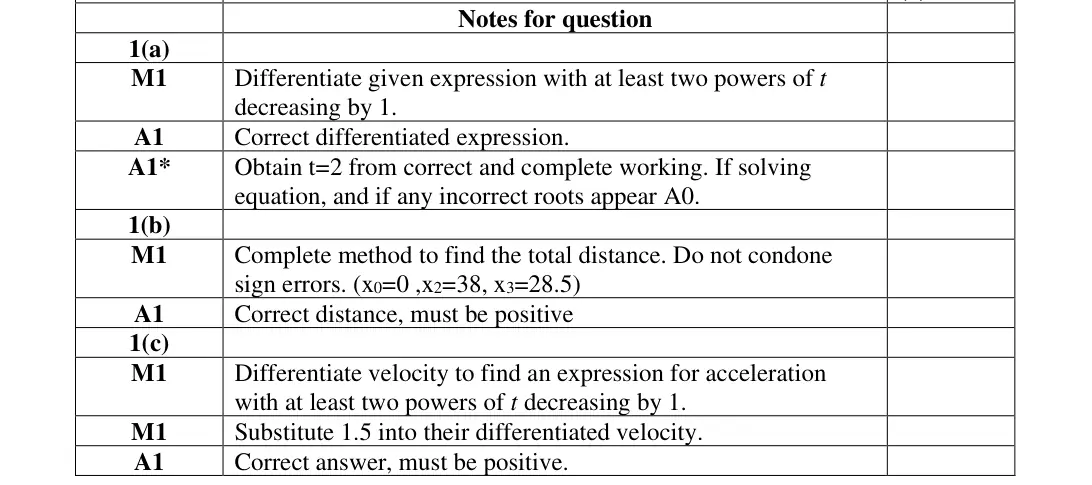 Notes for question
1(a)
M1 Differentiate given expression with at least two powers of t
decreasing by 1.
A1 Correct differentiated expression.
A1* Obtain t=2 from correct and complete working. If solving
equation, and if any incorrect roots appear A0.
1(b)
M1 Complete method to find the total distance. Do not condone
sign errors. (x0=0 ,x2=38, x3=28.5)
A1 Correct distance, must be positive
1(c)
M1 Differentiate velocity to find an expression for acceleration
with at least two powers of t decreasing by 1.
M1 Substitute 1.5 into their differentiated velocity.
A1 Correct answer, must be positive.